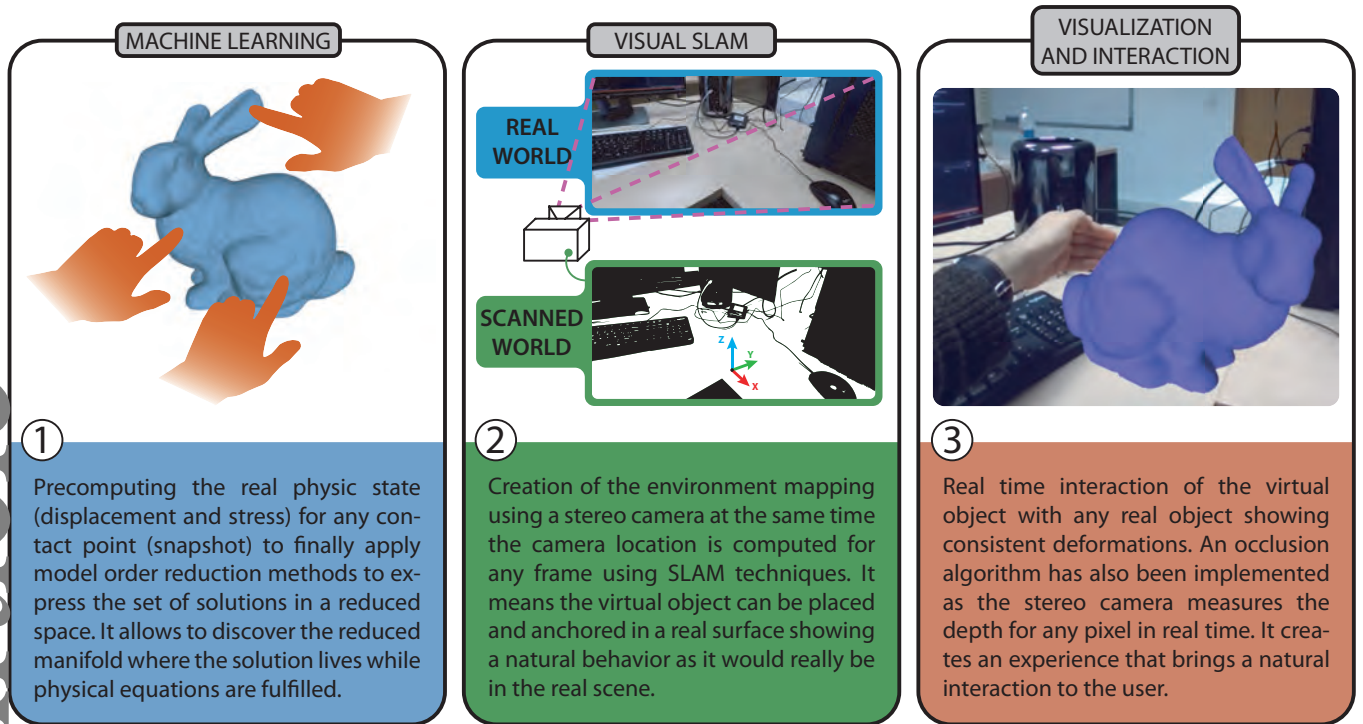 MACHINE LEARNING
1
Precomputing the real physic state
(displacement and stress) for any con-
tact point (snapshot) to finally apply
model order reduction methods to ex-
press the set of solutions in a reduced
space. It allows to discover the reduced
manifold where the solution lives while
physical equations are fulfilled.
VISUAL SLAM
REAL
WORLD
SCANNED
WORLD
Z
Y
X
2
Creation of the environment mapping
using a stereo camera at the same time
the camera location is computed for
any frame using SLAM techniques. It
means the virtual object can be placed
and anchored in a real surface showing
a natural behavior as it would really be
in the real scene.
VISUALIZATION
AND INTERACTION
3
Real time interaction of the virtual
object with any real object showing
consistent deformations. An occlusion
algorithm has also been implemented
as the stereo camera measures the
depth for any pixel in real time. It crea-
tes an experience that brings a natural
interaction to the user.